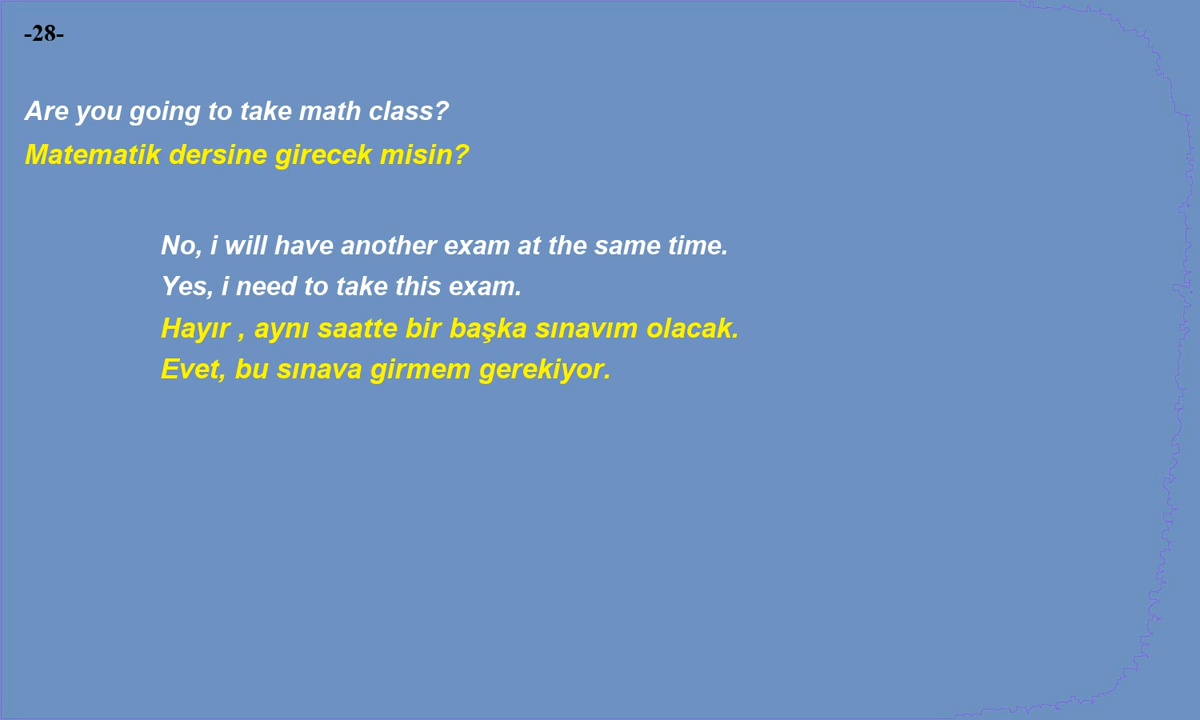 -28-
Are you going to take math class?
Matematik dersine girecek misin?
No, i will have another exam at the same time.
Yes, i need to take this exam.
Hayır , aynı saatte bir başka sınavım olacak.
Evet, bu sınava girmem gerekiyor.